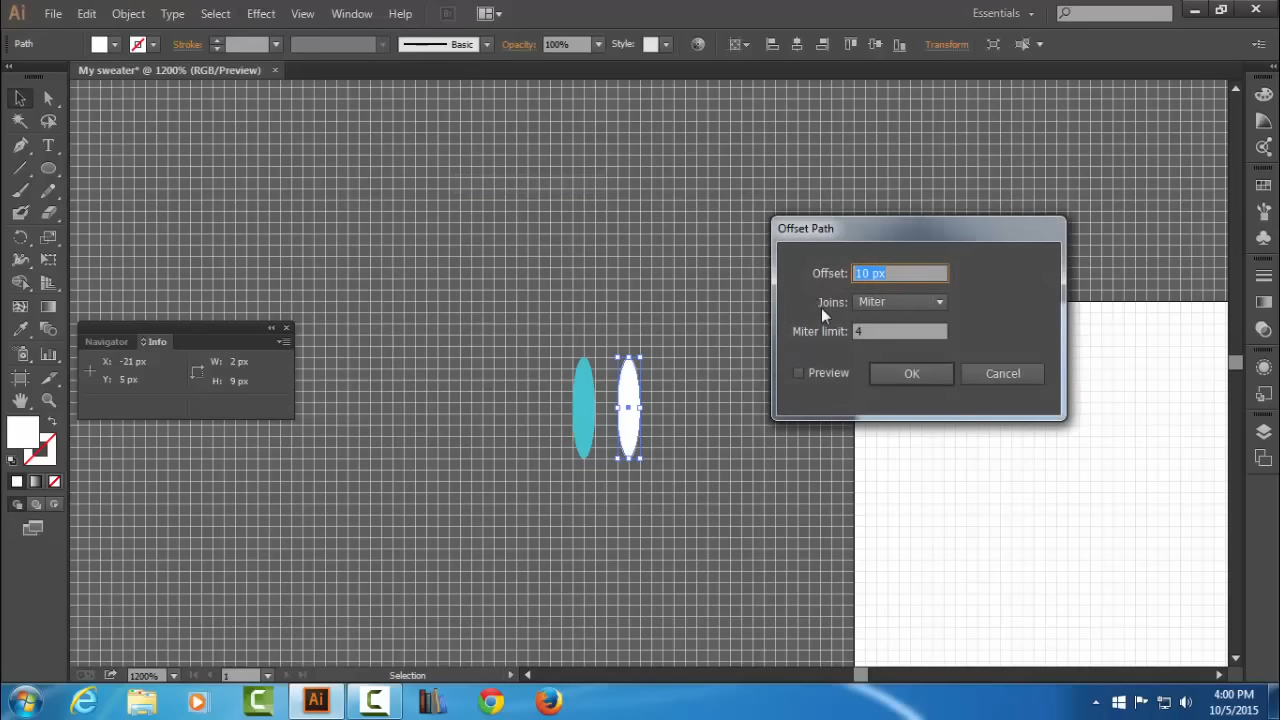 Ai File Edit Object Type Select Effect View Window Help Br Essentials
Path Stroke: Basic Opacity: 100% Style: Transform
My sweater* @ 1200% (RGB/Preview) ×
Offset Path
Offset: 10 px
Joins: Miter
Miter limit: 4
Preview OK Cancel
Navigator Info
X: -21 px W: 2 px
Y: 5 px H: 9 px
1200% 1 Selection
Ai 4:00 PM
10/5/2015